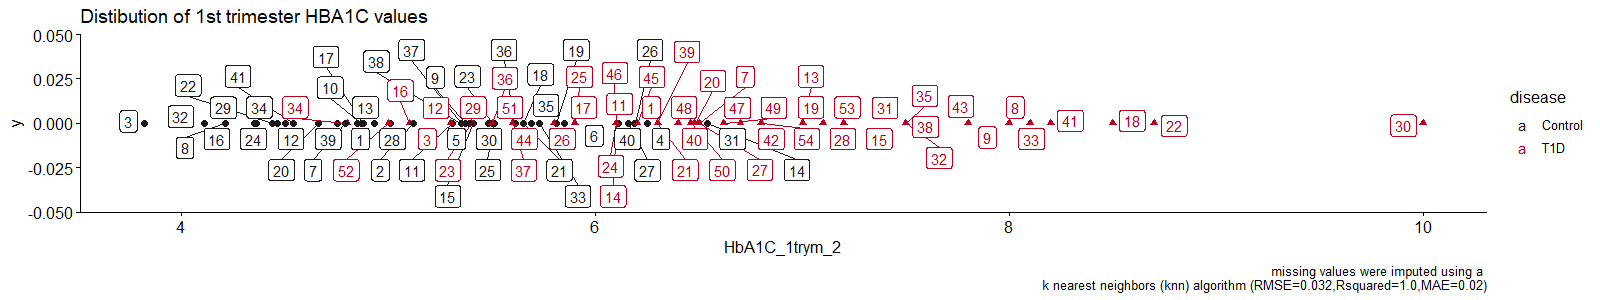 Distibution of 1st trimester HBA1C values
0.050
37 36 19 26 39
17 38
0.025
22 41 10 16 9 23 36 18 25 46 45 20 7 13
29 34 34 13 12 29 51 35 17 11 1 48 47 49 19 53 31 35 43 8
y
0.000
3 32 38 41 18 22 30
8 16 24 12 39 1 28 3 5 30 44 26 6 40 4 40 31 42 54 28 15 9 33
-0.025
20 7 52 2 11 23 25 37 21 24 27 21 50 27 14 32
15 33 14
-0.050
4 6 8 10
HbA1C_1trym_2
disease
a Control
a T1D
missing values were imputed using a
k nearest neighbors (knn) algorithm (RMSE=0.032,Rsquared=1.0,MAE=0.02)